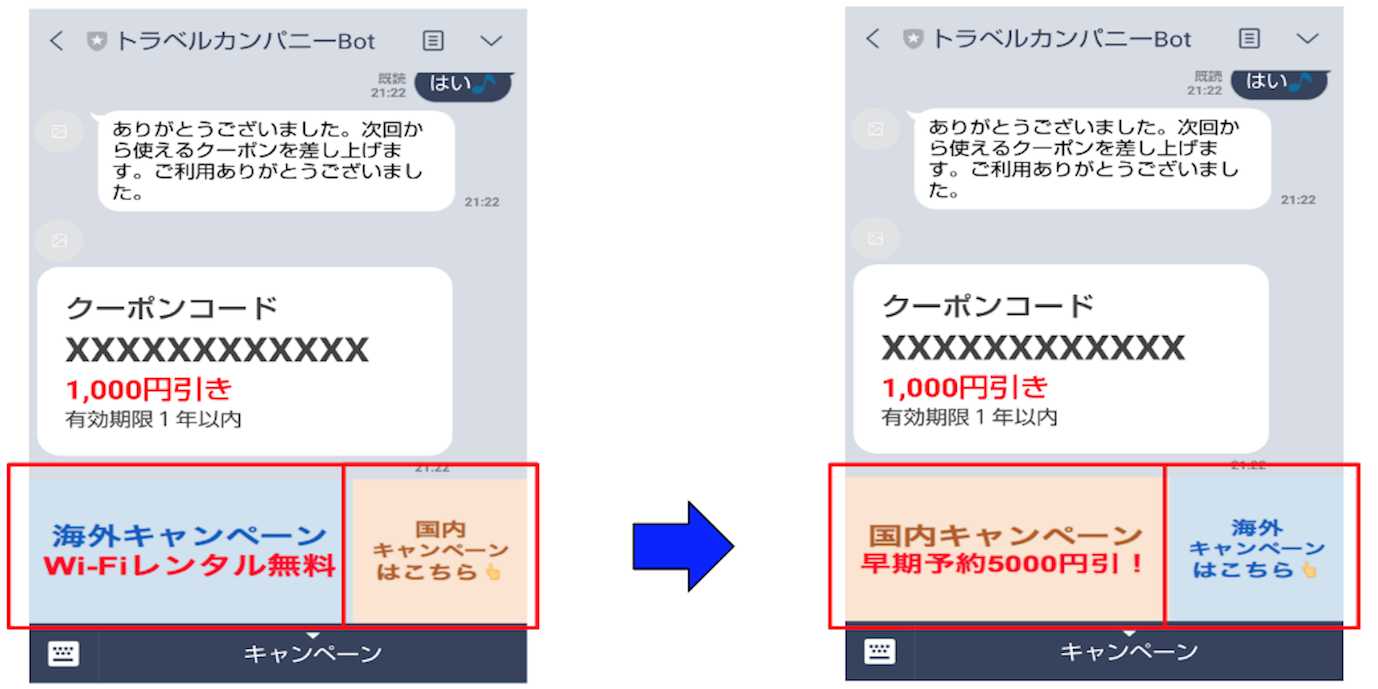 トラベルカンパニーBot
既読
21:22
はい🎵
ありがとうございました。次回か
ら使えるクーポンを差し上げま
す。ご利用ありがとうございまし
た。
21:22
クーポンコード
XXXXXXXXXXXX
1,000円引き
有効期限1年以内
21:22
海外キャンペーン
Wi-Fiレンタル無料
国内
キャンペーン
はこちら👆
キャンペーン
トラベルカンパニーBot
既読
21:22
はい🎵
ありがとうございました。次回か
ら使えるクーポンを差し上げま
す。ご利用ありがとうございまし
た。
21:22
クーポンコード
XXXXXXXXXXXX
1,000円引き
有効期限1年以内
21:22
国内キャンペーン
早期予約5000円引！
海外
キャンペーン
はこちら👆
キャンペーン